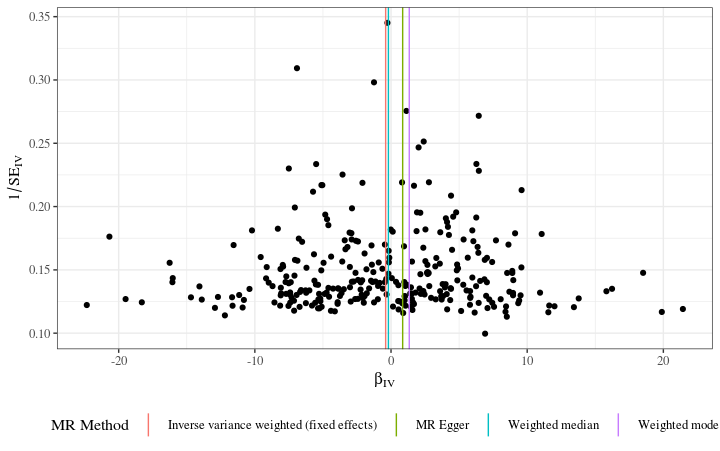 0.35
0.30
0.25
0.20
0.15
0.10
1/SE_IV
-20
-10
0
10
20
β_IV
MR Method
Inverse variance weighted (fixed effects)
MR Egger
Weighted median
Weighted mode